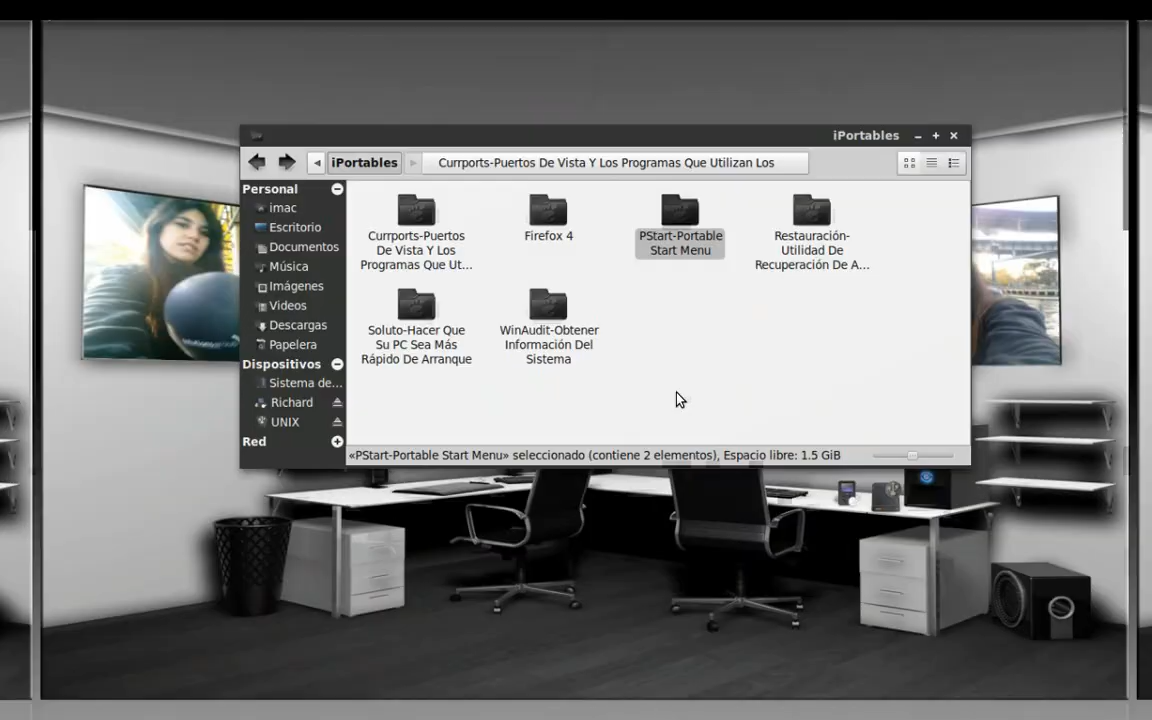 iPortables
iPortables
Currports-Puertos De Vista Y Los Programas Que Utilizan Los
Personal
imac
Escritorio
Documentos
Música
Imágenes
Videos
Descargas
Papelera
Dispositivos
Sistema de...
Richard
UNIX
Red
Currports-Puertos
De Vista Y Los
Programas Que Ut...
Firefox 4
PStart-Portable
Start Menu
Restauración-
Utilidad De
Recuperación De A...
Soluto-Hacer Que
Su PC Sea Más
Rápido De Arranque
WinAudit-Obtener
Información Del
Sistema
«PStart-Portable Start Menu» seleccionado (contiene 2 elementos), Espacio libre: 1.5 GiB